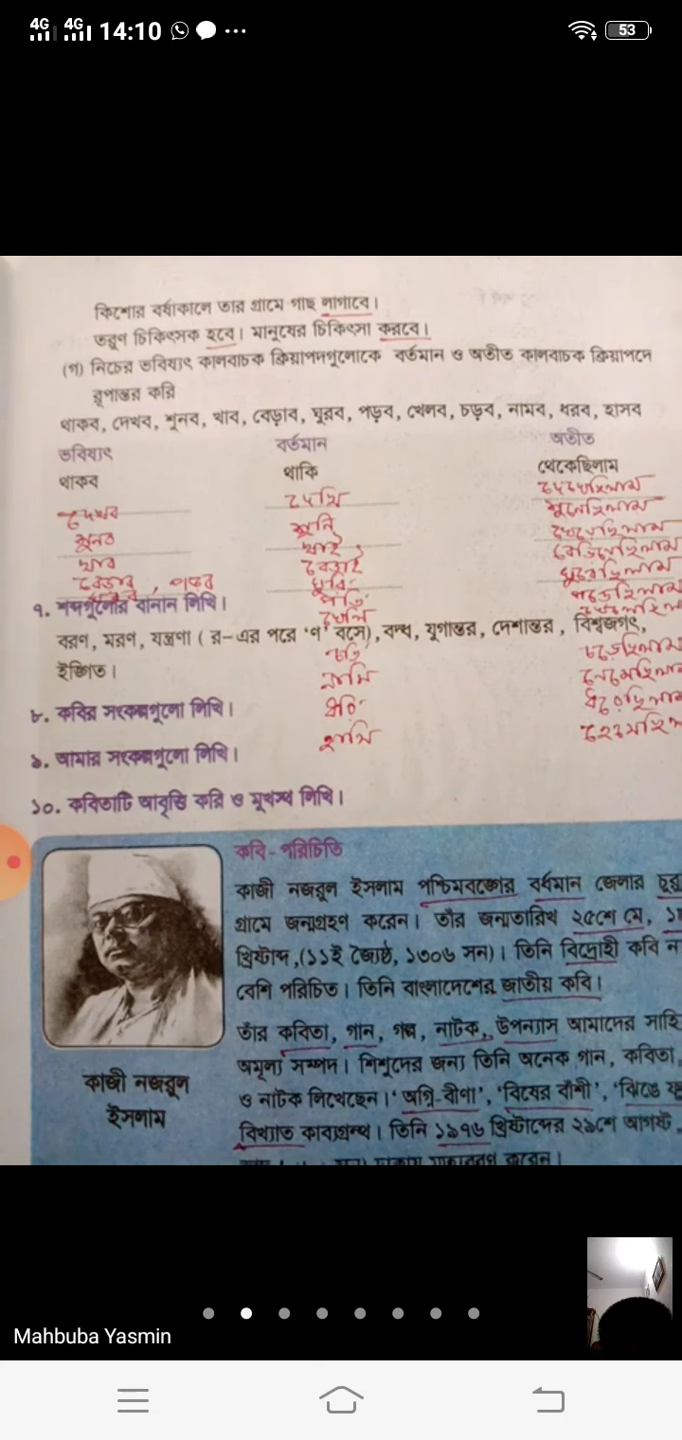 4G 4G 14:10 ... 53
কিশোর বর্ষাকালে তার গ্রামে গাছ লাগাবে।
তরুণ চিকিৎসক হবে। মানুষের চিকিৎসা করবে।
(গ) নিচের ভবিষ্যৎ কালবাচক ক্রিয়াপদগুলোকে বর্তমান ও অতীত কালবাচক ক্রিয়াপদে
রূপান্তর করি
থাকব, দেখব, শুনব, খাব, বেড়াব, ঘুরব, পড়ব, খেলব, চড়ব, নামব, ধরব, হাসব
ভবিষ্যৎ বর্তমান অতীত
থাকব থাকি থেকেছিলাম
দেখব দেখি দেখেছিলাম
শুনব শুনি শুনেছিলাম
খাব খাই খেয়েছিলাম
বেড়াব, পড়ব বেড়াই বেড়িয়েছিলাম
ঘুরি ঘুরেছিলাম
পড়ি পড়েছিলাম
৭. শব্দগুলোর বানান লিখি।
খেলি খেলেছিলাম
বরণ, মরণ, যন্ত্রণা ( র-এর পরে ‘ণ’ বসে), বন্ধ, যুগান্তর, দেশান্তর, বিশ্বজগৎ,
চড়ি চড়েছিলাম
ইঙ্গিত।
নামি নেমেছিলাম
৮. কবির সংকল্পগুলো লিখি।
ধরি ধরেছিলাম
হাসি
৯. আমার সংকল্পগুলো লিখি।
১০. কবিতাটি আবৃত্তি করি ও মুখস্থ লিখি।
কবি-পরিচিতি
কাজী নজরুল ইসলাম পশ্চিমবঙ্গের বর্ধমান জেলার চুরু
গ্রামে জন্মগ্রহণ করেন। তাঁর জন্মতারিখ ২৫শে মে, ১৮
খ্রিষ্টাব্দ,(১১ই জ্যৈষ্ঠ, ১৩০৬ সন)। তিনি বিদ্রোহী কবি না
বেশি পরিচিত। তিনি বাংলাদেশের জাতীয় কবি।
তাঁর কবিতা, গান, গল্প, নাটক, উপন্যাস আমাদের সাহি
অমূল্য সম্পদ। শিশুদের জন্য তিনি অনেক গান, কবিতা,
ও নাটক লিখেছেন। ‘অগ্নি-বীণা’, ‘বিষের বাঁশী’, ‘ঝিঙে ফু
বিখ্যাত কাব্যগ্রন্থ। তিনি ১৯৭৬ খ্রিষ্টাব্দের ২৯শে আগস্ট,
করেন।
কাজী নজরুল
ইসলাম
Mahbuba Yasmin